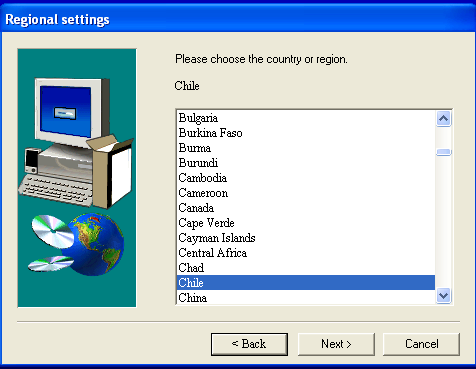 Regional settings
Please choose the country or region.
Chile
Bulgaria
Burkina Faso
Burma
Burundi
Cambodia
Cameroon
Canada
Cape Verde
Cayman Islands
Central Africa
Chad
Chile
China
< Back
Next >
Cancel